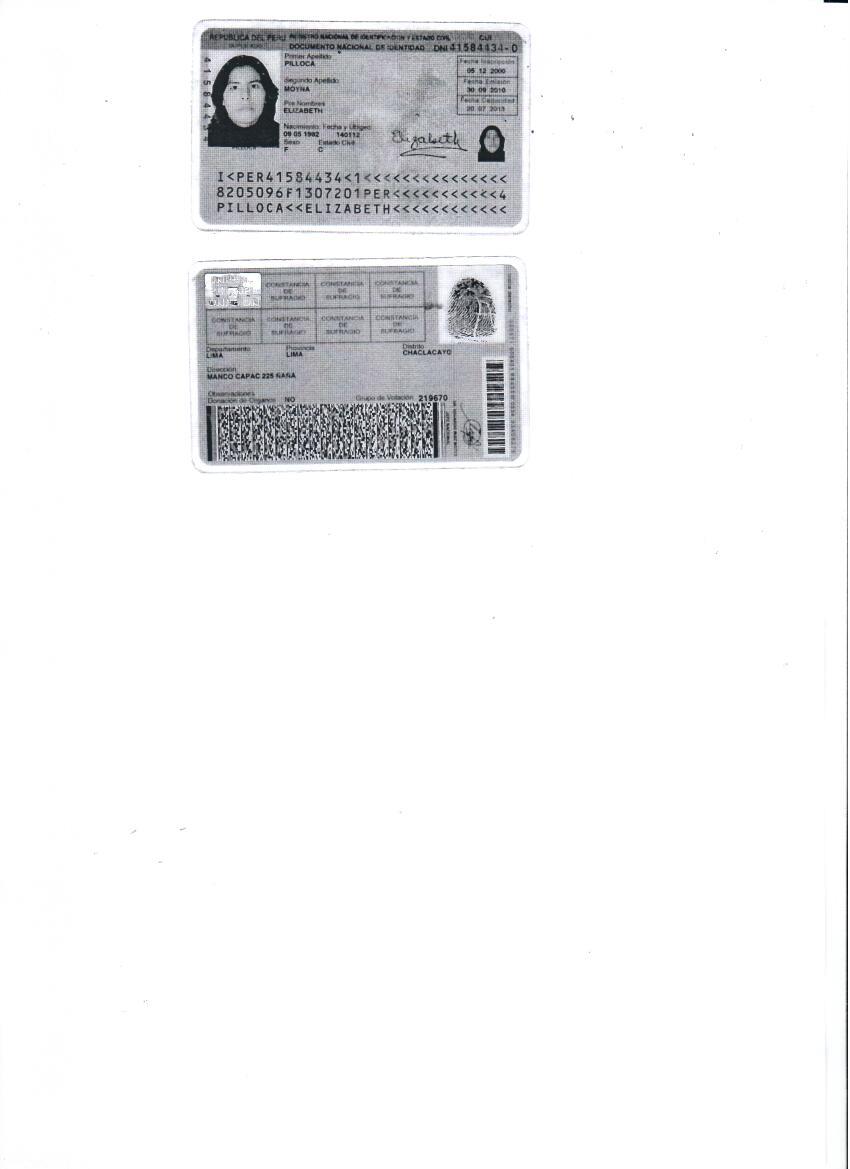 REPUBLICA DEL PERU REGISTRO NACIONAL DE IDENTIFICACION Y ESTADO CIVIL CUI
DOCUMENTO NACIONAL DE IDENTIDAD DNI 41584434-0
Primer Apellido
PILLOCA
Segundo Apellido
MOYNA
Pre Nombres
ELIZABETH
Nacimiento: Fecha y Ubigeo
09 05 1982 140112
Sexo Estado Civil
F C
Fecha Inscripción
05 12 2000
Fecha Emisión
30 09 2010
Fecha Caducidad
20 07 2013
41584434
Elizabeth
I<PER41584434<1<<<<<<<<<<<<<<<
8205096F1307201PER<<<<<<<<<<<4
PILLOCA<<ELIZABETH<<<<<<<<<<<<
CONSTANCIA DE SUFRAGIO
CONSTANCIA DE SUFRAGIO
CONSTANCIA DE SUFRAGIO
CONSTANCIA DE SUFRAGIO
CONSTANCIA DE SUFRAGIO
CONSTANCIA DE SUFRAGIO
CONSTANCIA DE SUFRAGIO
Departamento Provincia Distrito
LIMA LIMA CHACLACAYO
Dirección
MANCO CAPAC 225 ÑAÑA
Observaciones
Donación de Organos NO Grupo de Votación 219670